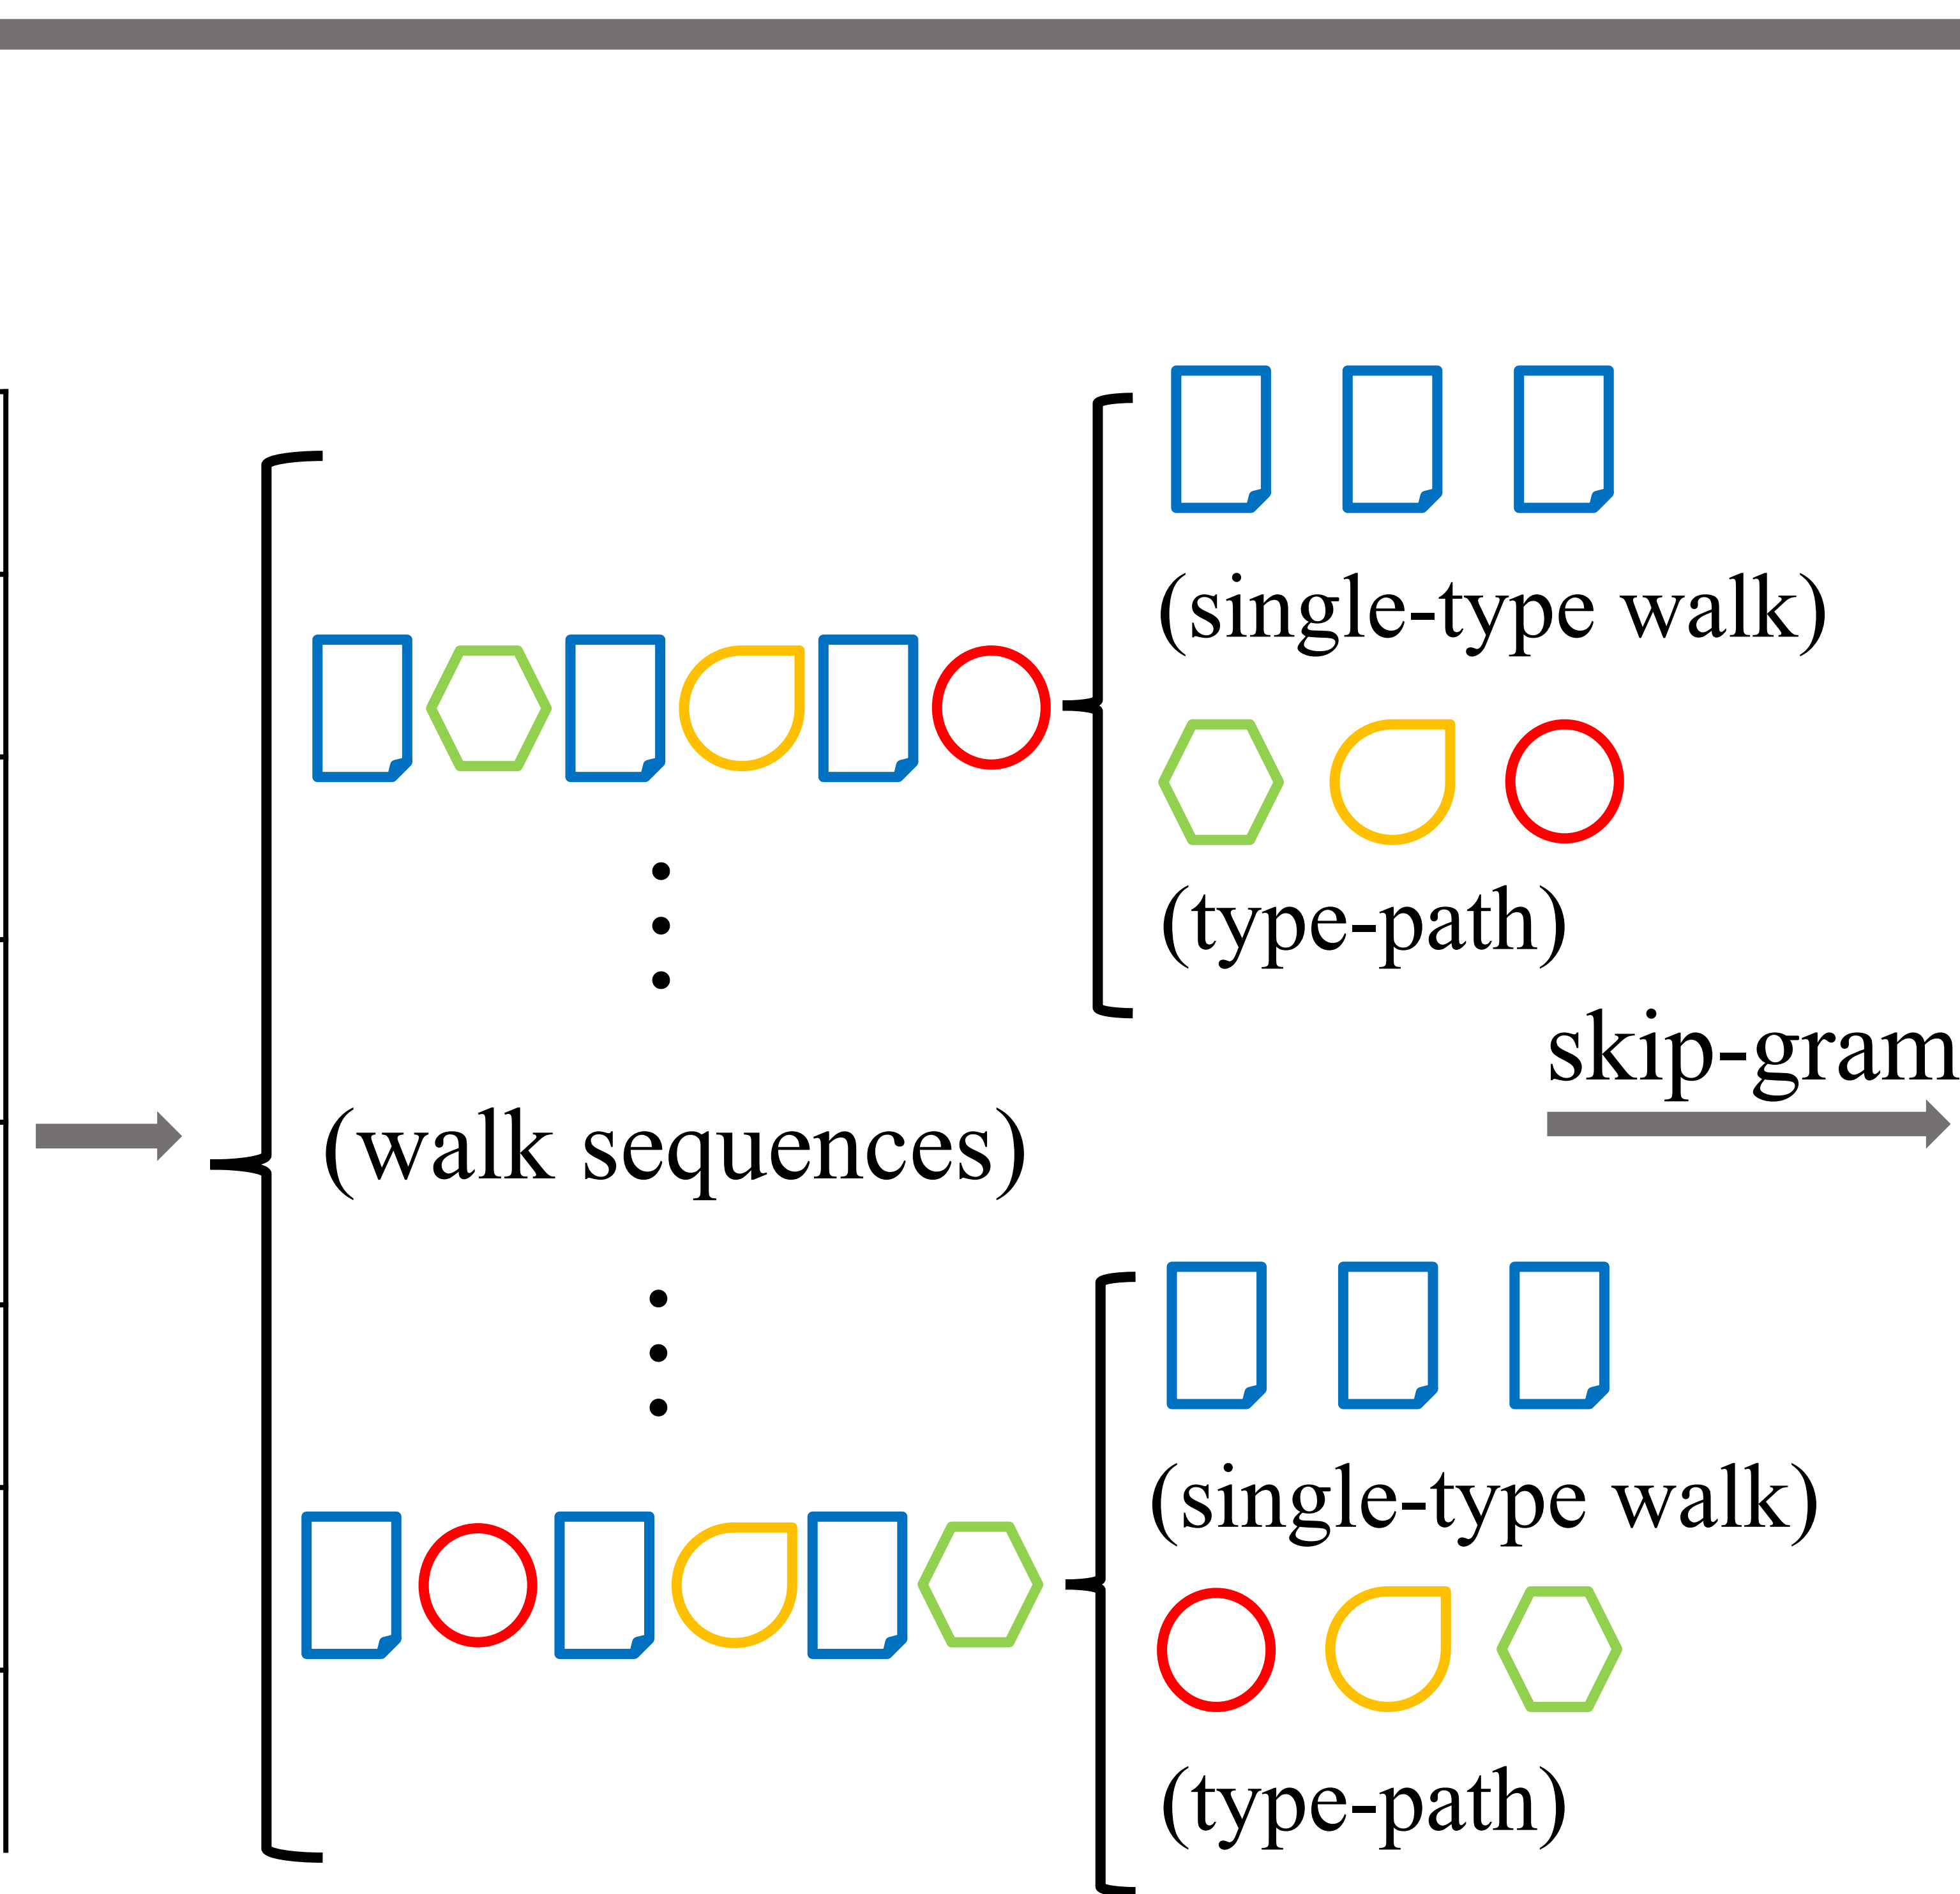 (single-type walk)
(type-path)
skip-gram
(walk sequences)
(single-type walk)
(type-path)